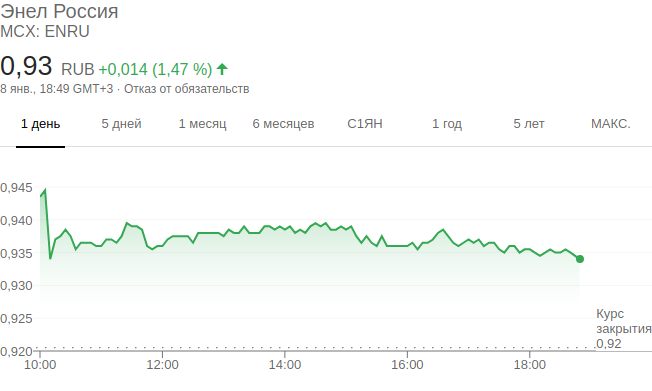 Энел Россия
MCX: ENRU
0,93 RUB +0,014 (1,47 %)
8 янв., 18:49 GMT+3 · Отказ от обязательств
1 день 5 дней 1 месяц 6 месяцев С1ЯН 1 год 5 лет МАКС.
0,945
0,940
0,935
0,930
0,925
0,920
Курс
закрытия
0,92
10:00 12:00 14:00 16:00 18:00